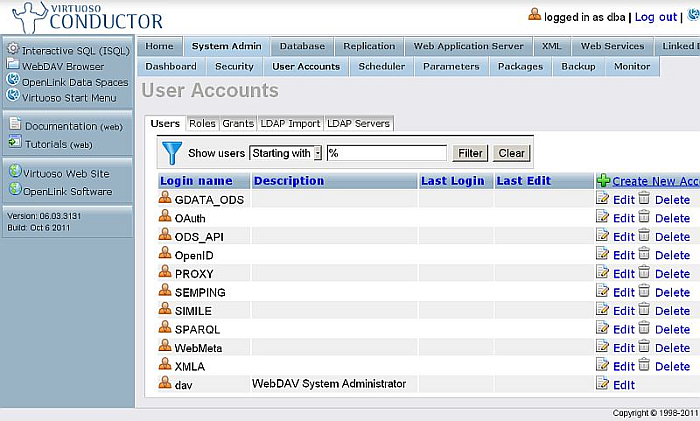 VIRTUOSO
CONDUCTOR
logged in as dba | Log out |
Interactive SQL (ISQL)
WebDAV Browser
OpenLink Data Spaces
Virtuoso Start Menu
Documentation (web)
Tutorials (web)
Virtuoso Web Site
OpenLink Software
Version: 06.03.3131
Build: Oct 6 2011
Home System Admin Database Replication Web Application Server XML Web Services Linked
Dashboard Security User Accounts Scheduler Parameters Packages Backup Monitor
User Accounts
Users Roles Grants LDAP Import LDAP Servers
Show users Starting with % Filter Clear
Login name Description Last Login Last Edit Create New Acc
GDATA_ODS Edit Delete
OAuth Edit Delete
ODS_API Edit Delete
OpenID Edit Delete
PROXY Edit Delete
SEMPING Edit Delete
SIMILE Edit Delete
SPARQL Edit Delete
WebMeta Edit Delete
XMLA Edit Delete
dav WebDAV System Administrator Edit
Copyright © 1998-2011